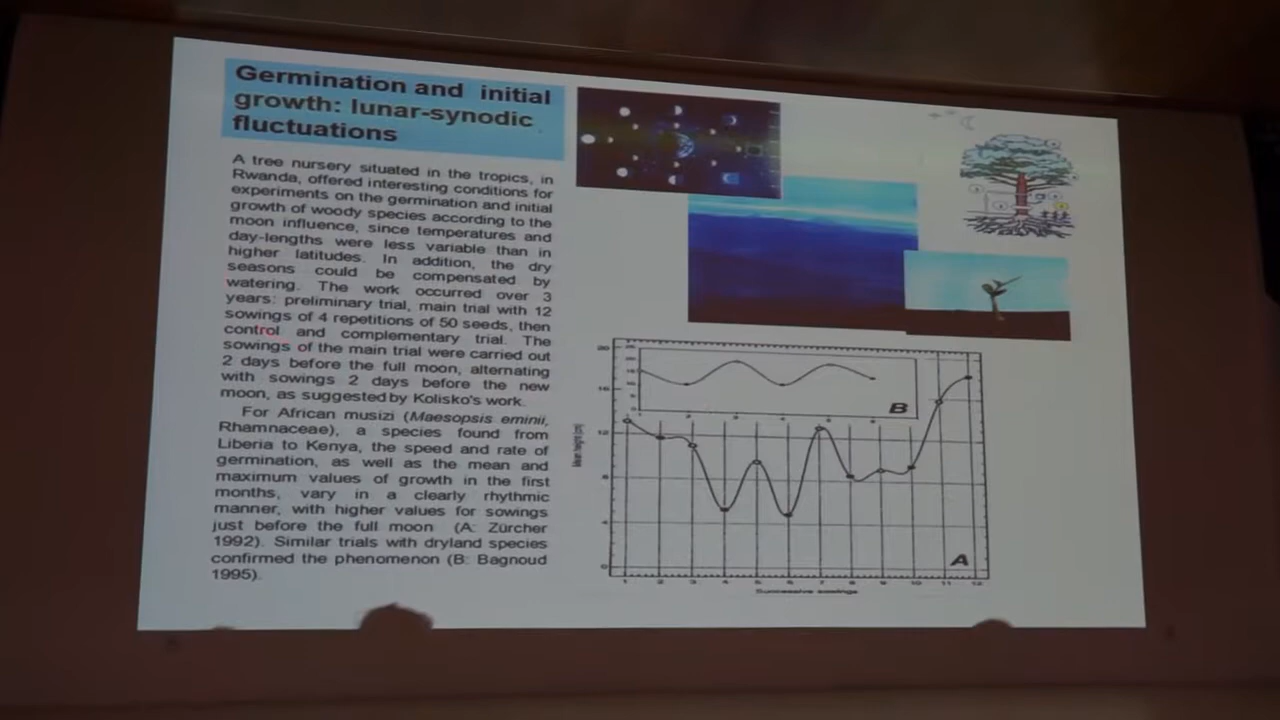 Germination and initial
growth: lunar-synodic
fluctuations
A tree nursery situated in the tropics, in
Rwanda, offered interesting conditions for
experiments on the germination and initial
growth of woody species according to the
moon influence, since temperatures and
day-lengths were less variable than in
higher latitudes. In addition, the dry
seasons could be compensated by
watering. The work occurred over 3
years: preliminary trial, main trial with 12
sowings of 4 repetitions of 50 seeds, then
control and complementary trial. The
sowings of the main trial were carried out
2 days before the full moon, alternating
with sowings 2 days before the new
moon, as suggested by Kolisko's work.
For African musizi (Maesopsis eminii,
Rhamnaceae), a species found from
Liberia to Kenya, the speed and rate of
germination, as well as the mean and
maximum values of growth in the first
months, vary in a clearly rhythmic
manner, with higher values for sowings
just before the full moon (A: Zürcher
1992). Similar trials with dryland species
confirmed the phenomenon (B: Bagnoud
1995).
B
20
16
12
8
4
0
Mean height (cm)
A
1 2 3 4 5 6 7 8 9 10 11 12
Successive sowings